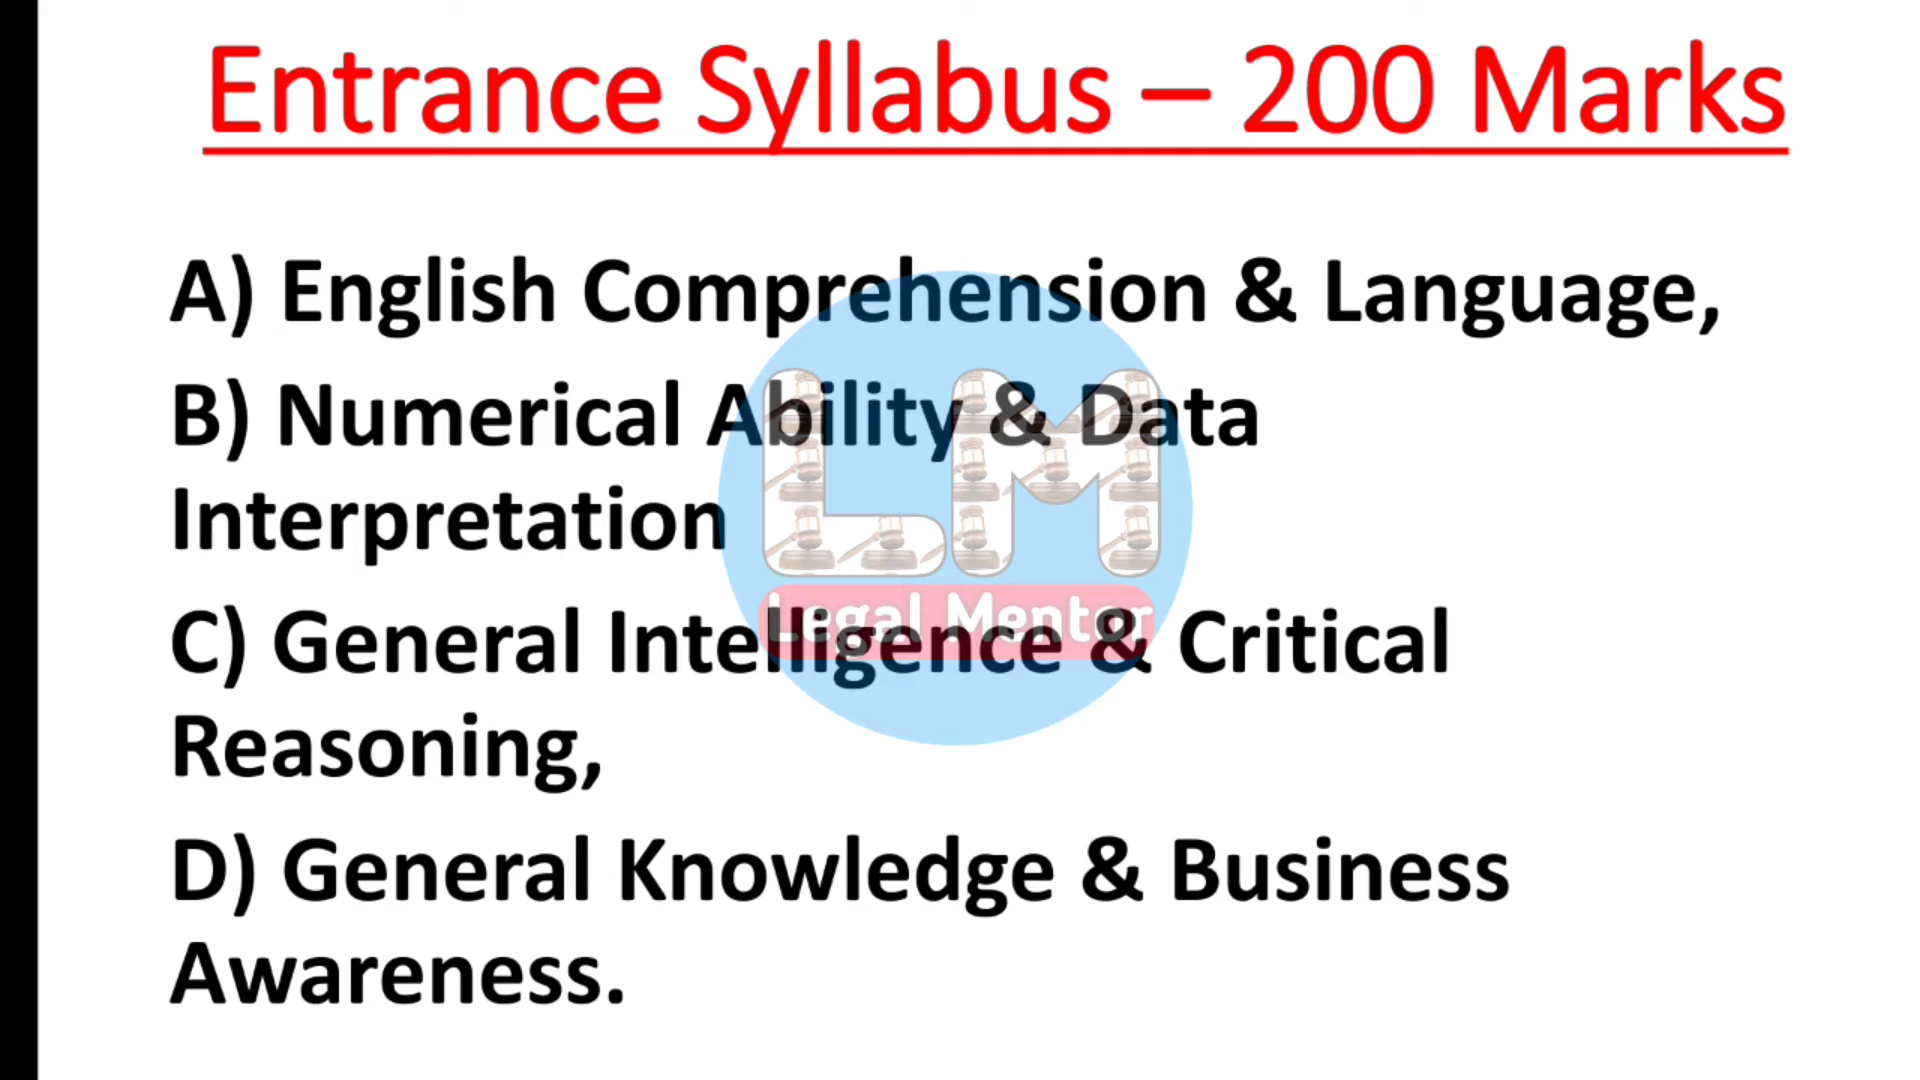 Entrance Syllabus – 200 Marks
A) English Comprehension & Language,
B) Numerical Ability & Data
Interpretation
LM
Legal Mentor
C) General Intelligence & Critical
Reasoning,
D) General Knowledge & Business
Awareness.